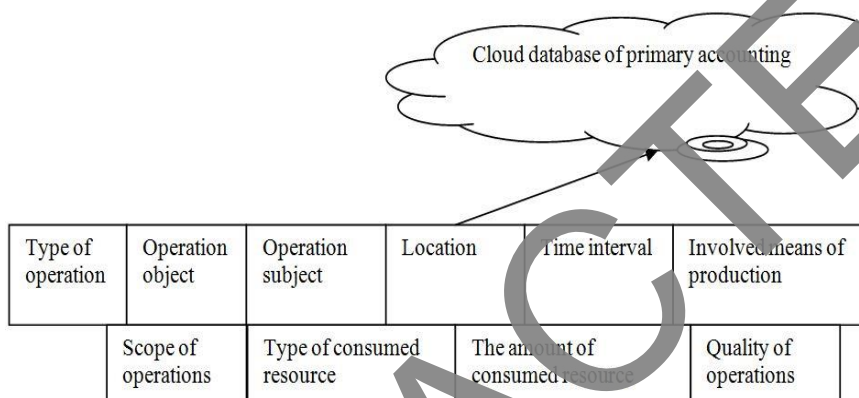 Cloud database of primary accounting
Type of operation
Operation object
Operation subject
Location
Time interval
Involved means of production
Scope of operations
Type of consumed resource
The amount of consumed resource
Quality of operations
ACTE